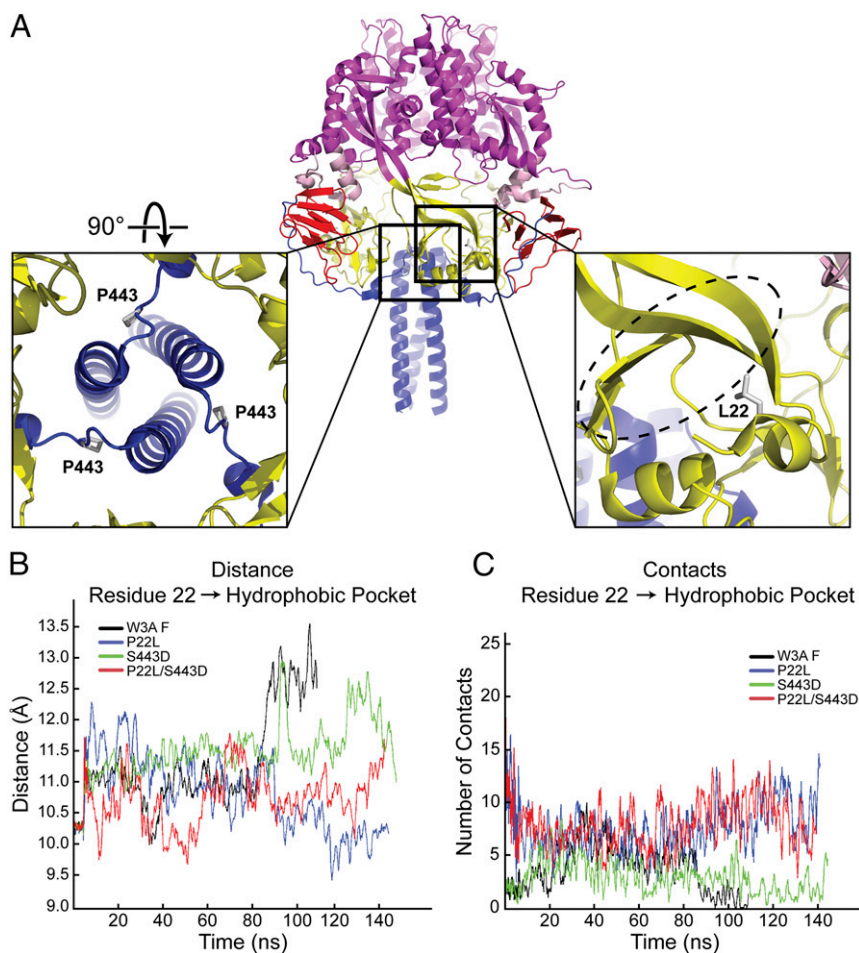 A
90°
P443
P443
P443
L22
B
Distance
Residue 22 → Hydrophobic Pocket
W3A F
P22L
S443D
P22L/S443D
13.5
13.0
12.5
12.0
11.5
11.0
10.5
10.0
9.5
9.0
Distance (Å)
20 40 60 80 100 120 140
Time (ns)
C
Contacts
Residue 22 → Hydrophobic Pocket
W3A F
P22L
S443D
P22L/S443D
25
20
15
10
5
0
Number of Contacts
20 40 60 80 100 120 140
Time (ns)